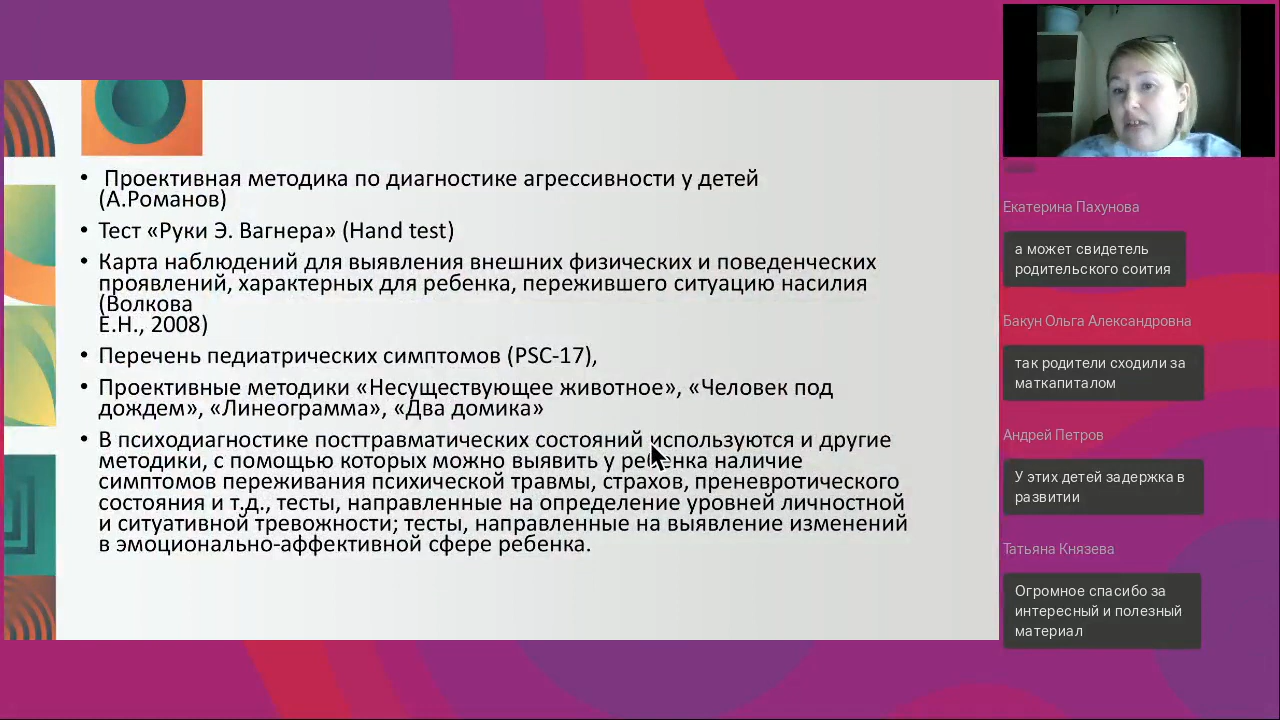 • Проективная методика по диагностике агрессивности у детей
(А.Романов)
• Тест «Руки Э. Вагнера» (Hand test)
• Карта наблюдений для выявления внешних физических и поведенческих
проявлений, характерных для ребенка, пережившего ситуацию насилия
(Волкова
Е.Н., 2008)
• Перечень педиатрических симптомов (PSC-17),
• Проективные методики «Несуществующее животное», «Человек под
дождем», «Линеограмма», «Два домика»
• В психодиагностике посттравматических состояний используются и другие
методики, с помощью которых можно выявить у ребенка наличие
симптомов переживания психической травмы, страхов, преневротического
состояния и т.д., тесты, направленные на определение уровней личностной
и ситуативной тревожности; тесты, направленные на выявление изменений
в эмоционально-аффективной сфере ребенка.
Екатерина Пахунова
а может свидетель
родительского соития
Бакун Ольга Александровна
так родители сходили за
маткапиталом
Андрей Петров
У этих детей задержка в
развитии
Татьяна Князева
Огромное спасибо за
интересный и полезный
материал